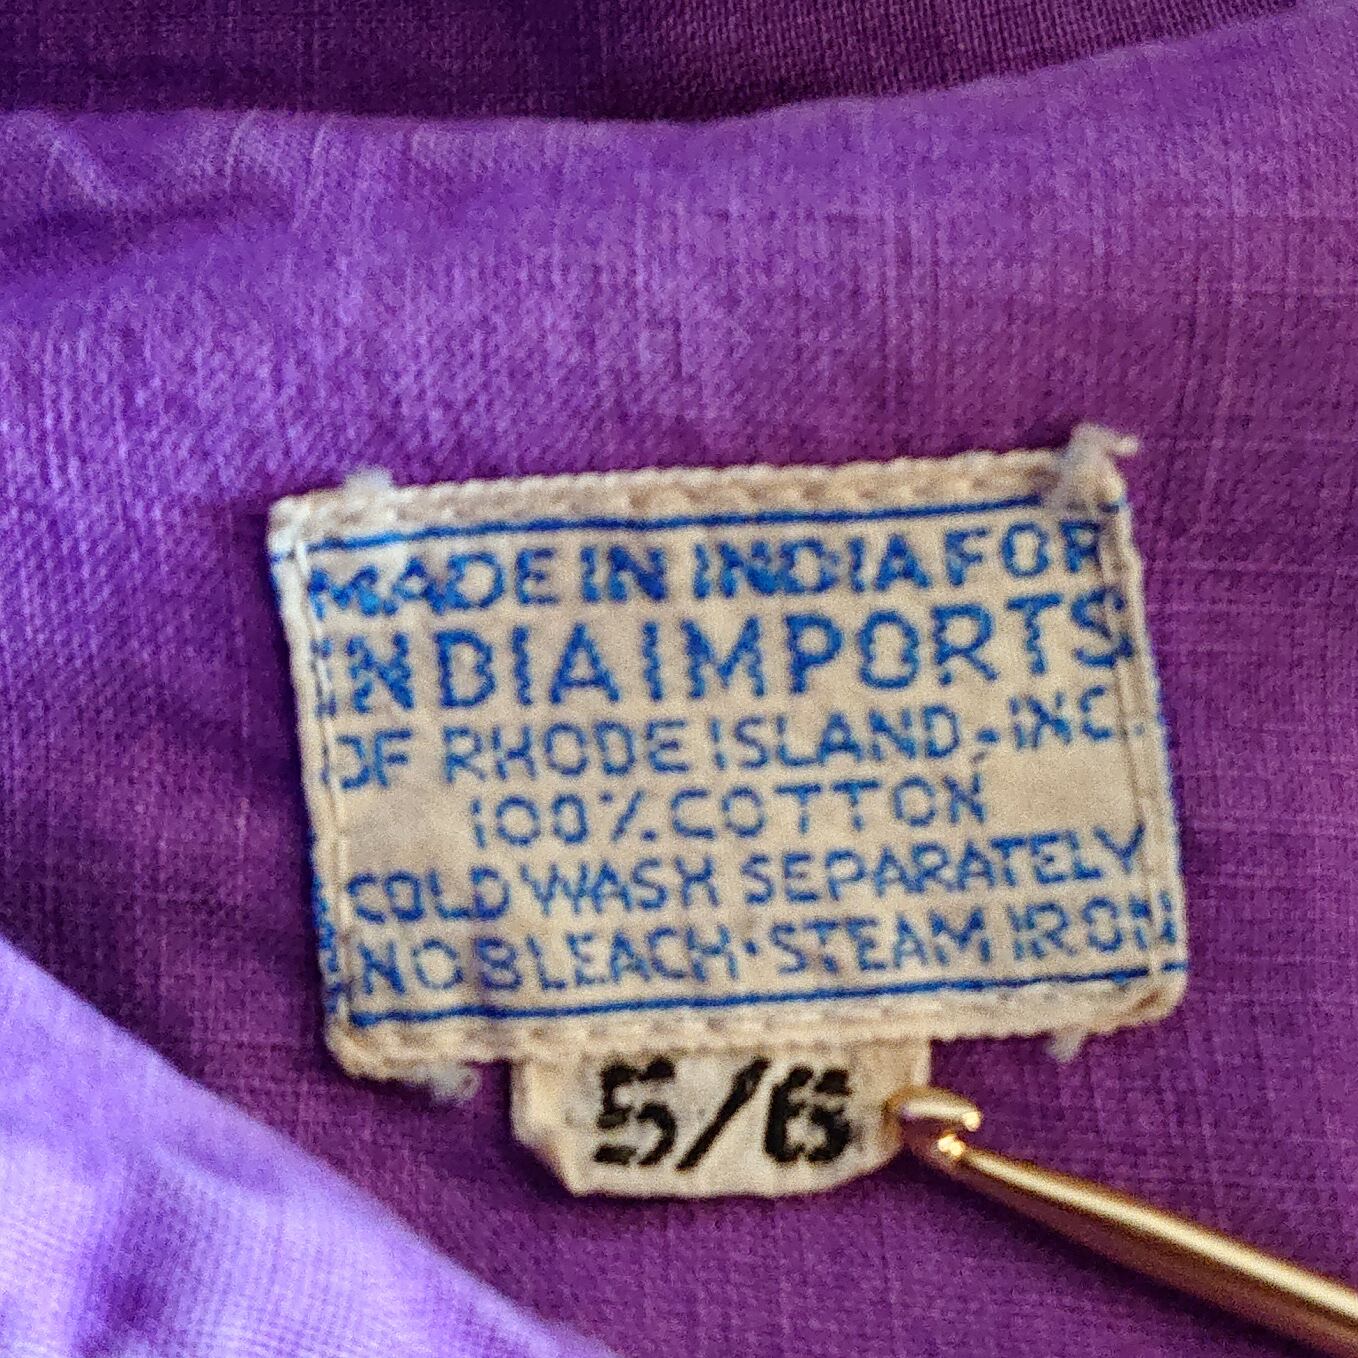 MADE IN INDIA FOR
INDIA IMPORTS
OF RHODE ISLAND, INC.
100% COTTON
COLD WASH SEPARATELY
NO BLEACH • STEAM IRON
5/6